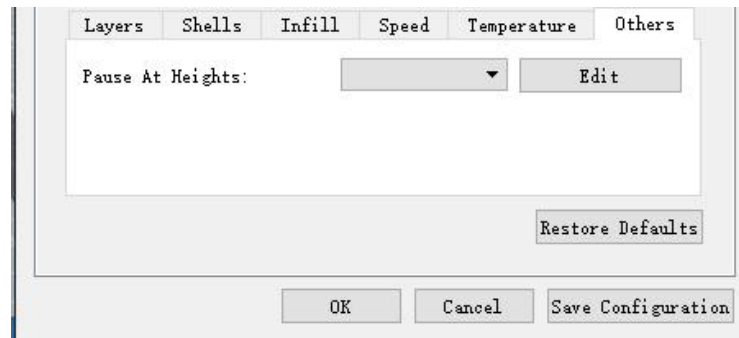 Layers Shells Infill Speed Temperature Others
Pause At Heights: Edit
Restore Defaults
OK Cancel Save Configuration